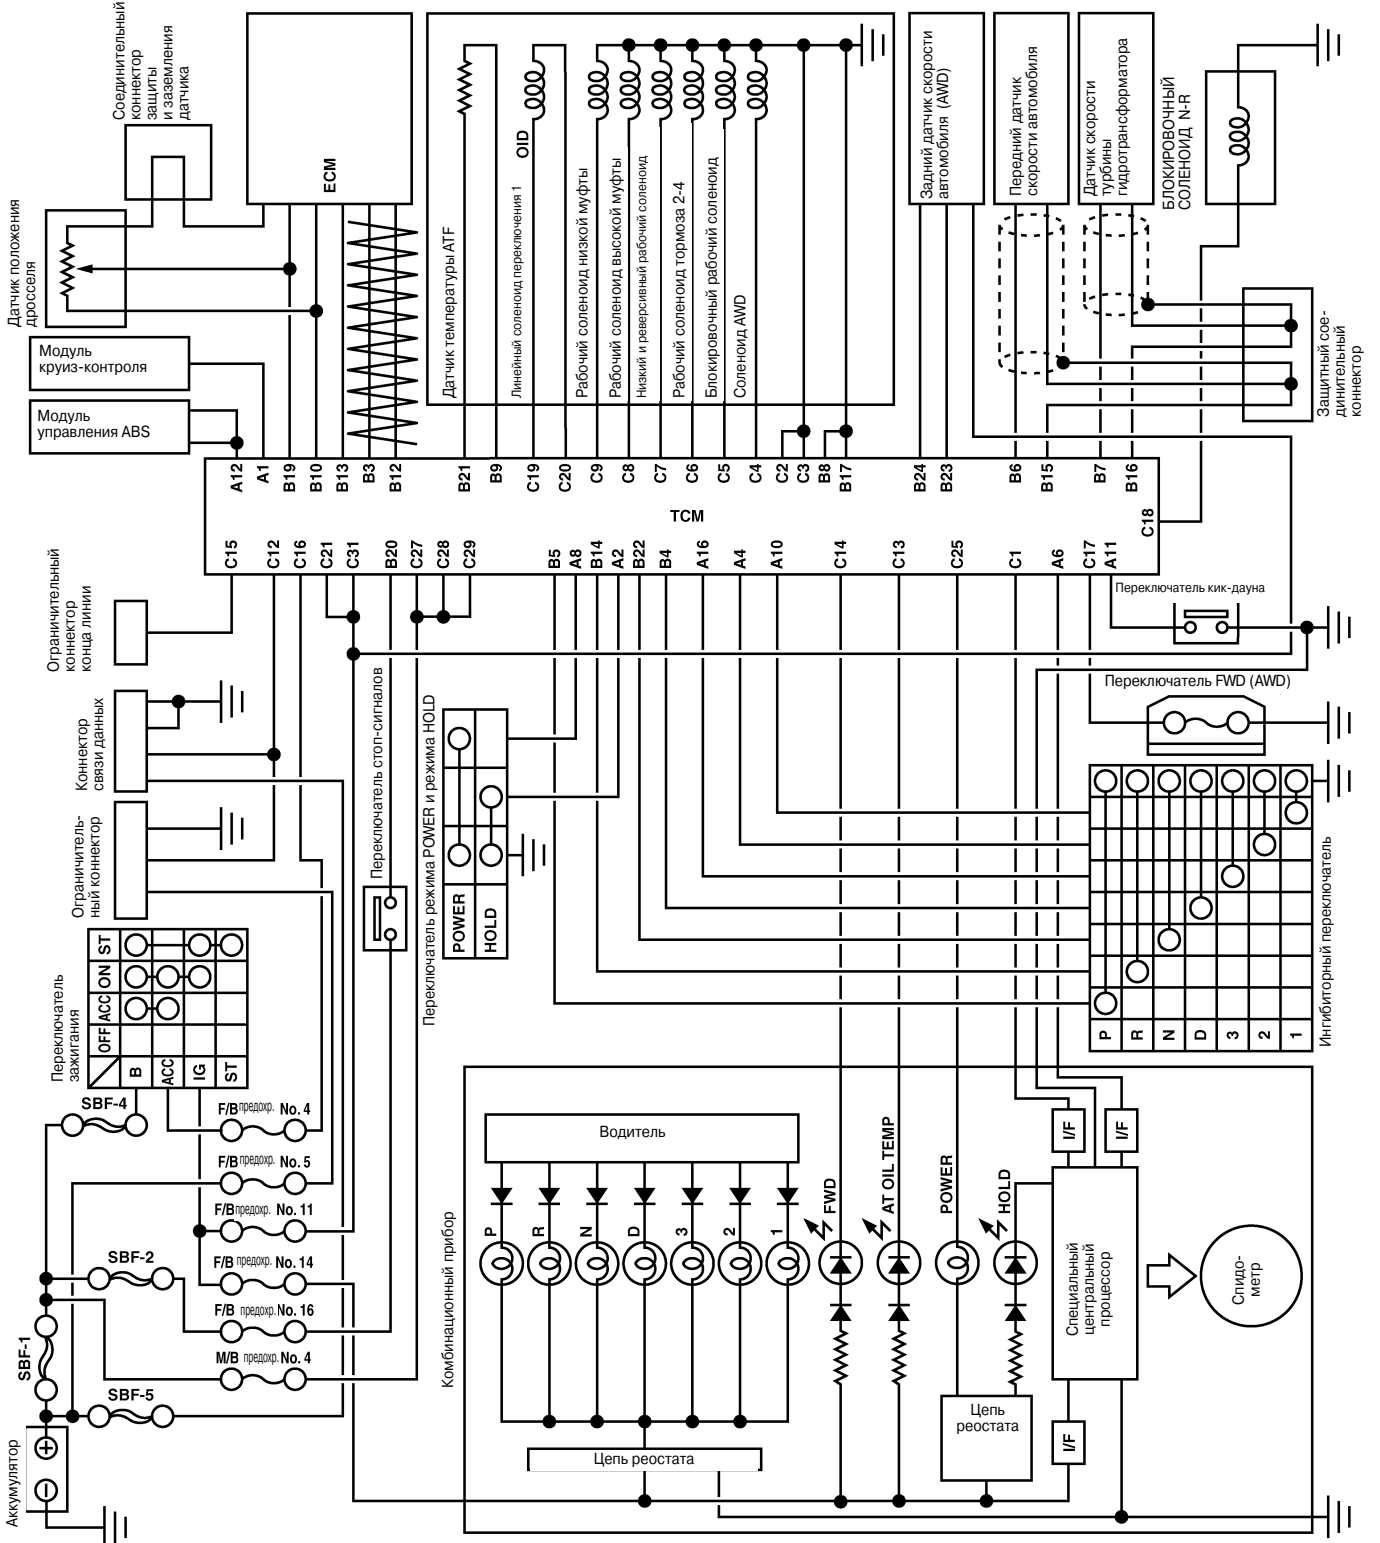 Соединительный
коннектор
защиты
и заземления
датчика
Датчик положения
дросселя
ECM
Модуль
круиз-контроля
Модуль
управления ABS
Датчик температуры ATF
Линейный соленоид переключения 1
OID
Рабочий соленоид низкой муфты
Рабочий соленоид высокой муфты
Низкий и реверсивный рабочий соленоид
Рабочий соленоид тормоза 2-4
Блокировочный рабочий соленоид
Соленоид AWD
Задний датчик скорости
автомобиля (AWD)
Передний датчик
скорости автомобиля
Датчик скорости
турбины
гидротрансформатора
БЛОКИРОВОЧНЫЙ
СОЛЕНОИД N-R
Защитный сое-
динительный
коннектор
A12
A1
B19
B10
B13
B3
B12
B21
B9
C19
C20
C9
C8
C7
C6
C5
C4
C2
C3
B8
B17
B24
B23
B6
B15
B7
B16
TCM
C18
C15
C12
C16
C21
C31
B20
C27
C28
C29
B5
A8
B14
A2
B22
B4
A16
A4
A10
C14
C13
C25
C1
A6
C17
A11
Ограничительный
коннектор
конца линии
Коннектор
связи данных
Ограничитель-
ный коннектор
Переключатель стоп-сигналов
Переключатель режима POWER и режима HOLD
POWER
HOLD
Переключатель кик-дауна
Переключатель FWD (AWD)
Ингибиторный переключатель
P
R
N
D
3
2
1
Переключатель
зажигания
OFF
ACC
ON
ST
B
ACC
IG
ST
SBF-4
F/B предохр. No. 4
F/B предохр. No. 5
F/B предохр. No. 11
F/B предохр. No. 14
F/B предохр. No. 16
M/B предохр. No. 4
SBF-2
SBF-1
SBF-5
Аккумулятор
Комбинационный прибор
Водитель
P
R
N
D
3
2
1
FWD
AT OIL TEMP
POWER
HOLD
I/F
I/F
Специальный
центральный
процессор
Спидо-
метр
Цепь реостата
Цепь
реостата
I/F